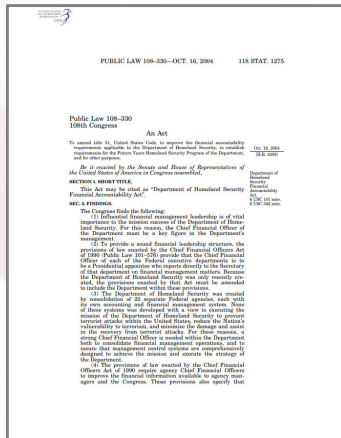 PUBLIC LAW 108–330—OCT. 16, 2004 118 STAT. 1275
Public Law 108–330
108th Congress
An Act
To amend title 31, United States Code, to improve the financial accountability
requirements applicable to the Department of Homeland Security, to establish
requirements for the Future Years Homeland Security Program of the Department,
and for other purposes.
Oct. 16, 2004
[H.R. 4259]
Be it enacted by the Senate and House of Representatives of
the United States of America in Congress assembled,
SECTION 1. SHORT TITLE.
This Act may be cited as "Department of Homeland Security
Financial Accountability Act".
Department of
Homeland
Security
Financial
Accountability
Act.
6 USC 101 note.
6 USC 342 note.
SEC. 2. FINDINGS.
The Congress finds the following:
(1) Influential financial management leadership is of vital
importance to the mission success of the Department of Home-
land Security. For this reason, the Chief Financial Officer of
the Department must be a key figure in the Department's
management.
(2) To provide a sound financial leadership structure, the
provisions of law enacted by the Chief Financial Officers Act
of 1990 (Public Law 101–576) provide that the Chief Financial
Officer of each of the Federal executive departments is to
be a Presidential appointee who reports directly to the Secretary
of that department on financial management matters. Because
the Department of Homeland Security was only recently cre-
ated, the provisions enacted by that Act must be amended
to include the Department within these provisions.
(3) The Department of Homeland Security was created
by consolidation of 22 separate Federal agencies, each with
its own accounting and financial management system. None
of these systems was developed with a view to executing the
mission of the Department of Homeland Security to prevent
terrorist attacks within the United States, reduce the Nation's
vulnerability to terrorism, and minimize the damage and assist
in the recovery from terrorist attacks. For these reasons, a
strong Chief Financial Officer is needed within the Department
both to consolidate financial management operations, and to
insure that management control systems are comprehensively
designed to achieve the mission and execute the strategy of
the Department.
(4) The provisions of law enacted by the Chief Financial
Officers Act of 1990 require agency Chief Financial Officers
to improve the financial information available to agency man-
agers and the Congress. Those provisions also specify that